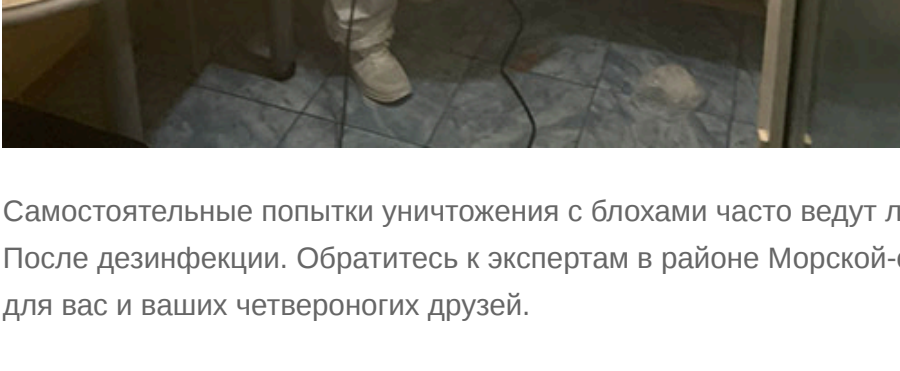 Самостоятельные попытки уничтожения с блохами часто ведут
После дезинфекции. Обратитесь к экспертам в районе Морской-
для вас и ваших четвероногих друзей.